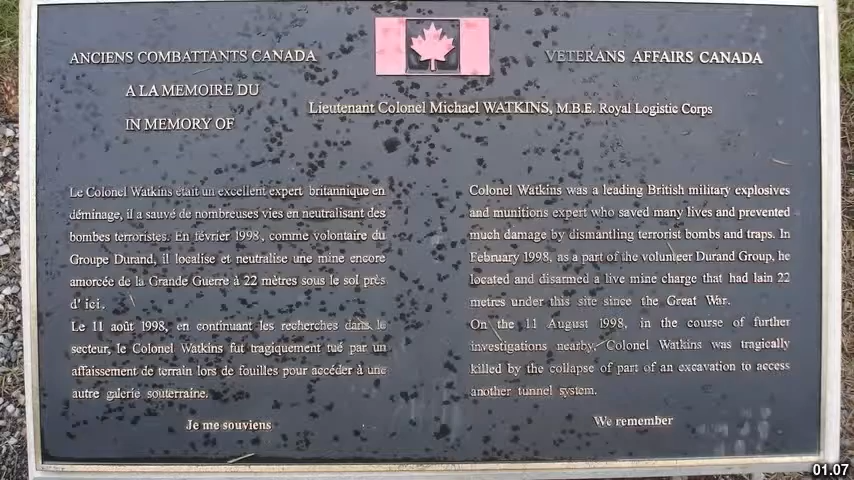 ANCIENS COMBATTANTS CANADA
VETERANS AFFAIRS CANADA
A LA MEMOIRE DU
IN MEMORY OF
Lieutenant Colonel Michael WATKINS, M.B.E. Royal Logistic Corps
Le Colonel Watkins était un excellent expert britannique en
déminage, il a sauvé de nombreuses vies en neutralisant des
bombes terroristes. En février 1998, comme volontaire du
Groupe Durand, il localise et neutralise une mine encore
amorcée de la Grande Guerre à 22 mètres sous le sol près
d' ici.
Le 11 août 1998, en continuant les recherches dans le
secteur, le Colonel Watkins fut tragiquement tué par un
affaissement de terrain lors de fouilles pour accéder à une
autre galerie souterraine.
Je me souviens
Colonel Watkins was a leading British military explosives
and munitions expert who saved many lives and prevented
much damage by dismantling terrorist bombs and traps. In
February 1998, as a part of the volunteer Durand Group, he
located and disarmed a live mine charge that had lain 22
metres under this site since the Great War.
On the 11 August 1998, in the course of further
investigations nearby, Colonel Watkins was tragically
killed by the collapse of part of an excavation to access
another tunnel system.
We remember
01.07